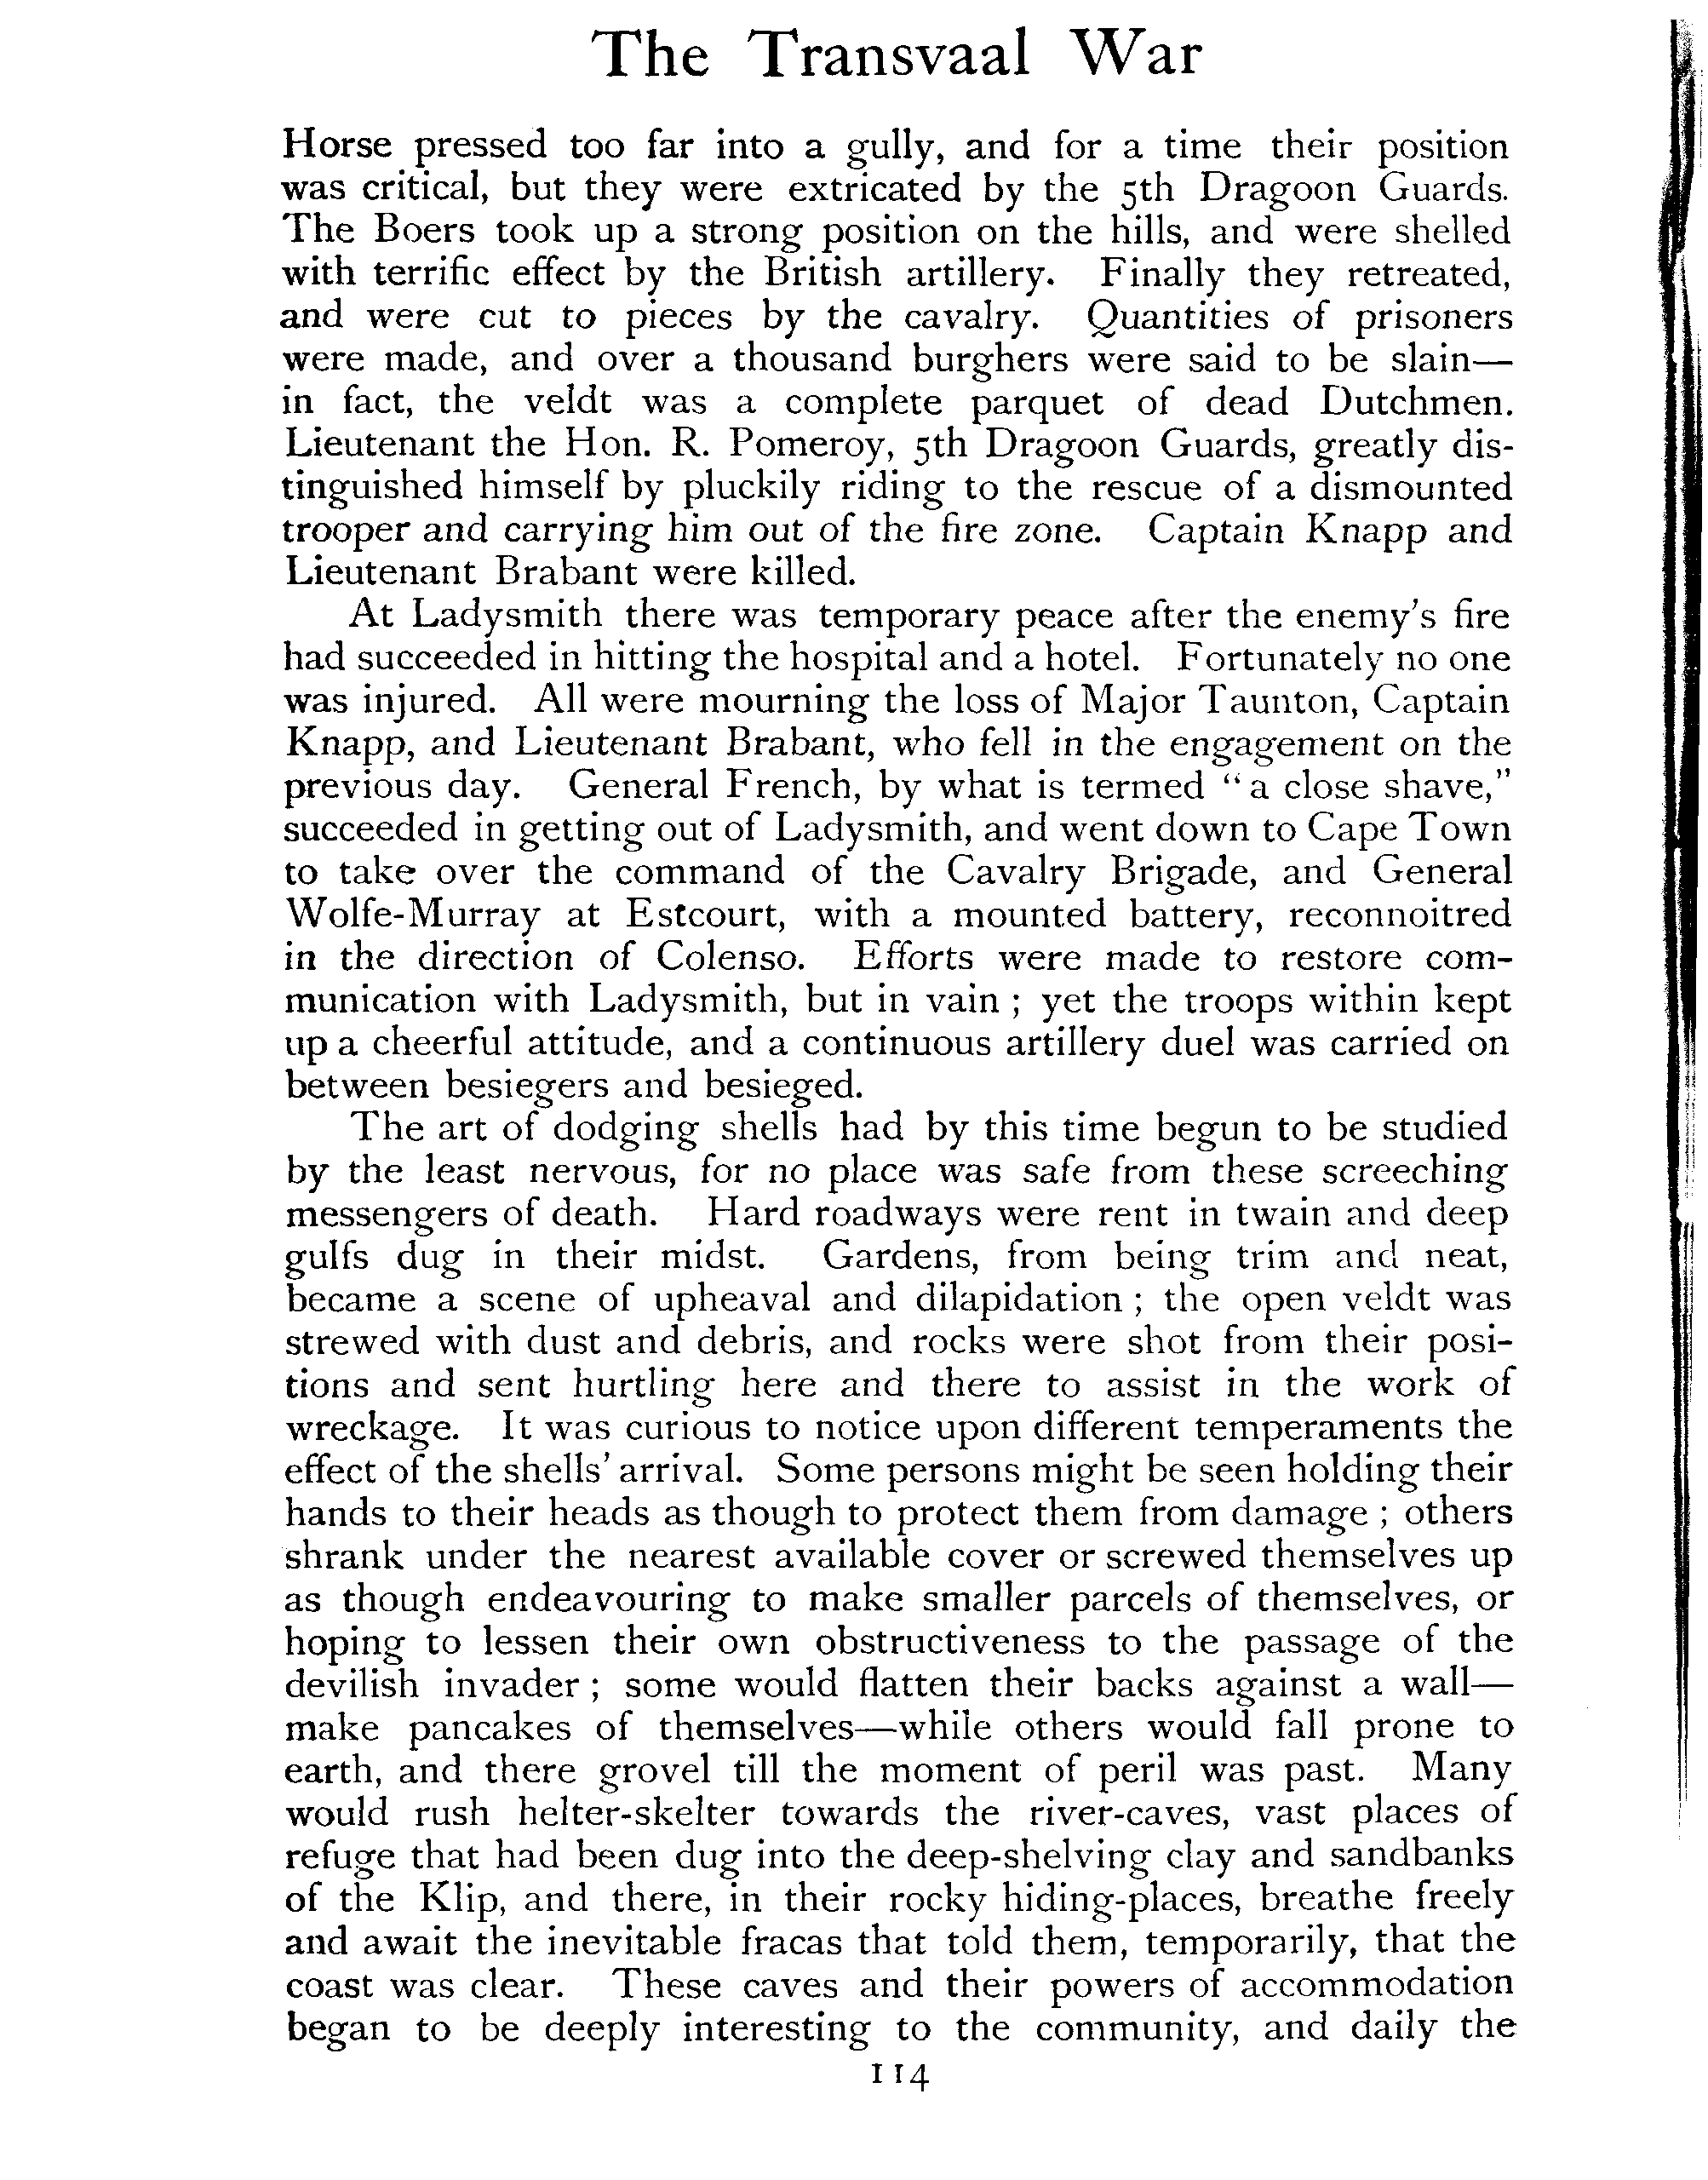 The Transvaal War
Horse pressed too far into a gully, and for a time their position
was critical, but they were extricated by the 5th Dragoon Guards.
The Boers took up a strong position on the hills, and were shelled
with terrific effect by the British artillery. Finally they retreated,
and were cut to pieces by the cavalry. Quantities of prisoners
were made, and over a thousand burghers were said to be slain—
in fact, the veldt was a complete parquet of dead Dutchmen.
Lieutenant the Hon. R. Pomeroy, 5th Dragoon Guards, greatly dis-
tinguished himself by pluckily riding to the rescue of a dismounted
trooper and carrying him out of the fire zone. Captain Knapp and
Lieutenant Brabant were killed.
At Ladysmith there was temporary peace after the enemy's fire
had succeeded in hitting the hospital and a hotel. Fortunately no one
was injured. All were mourning the loss of Major Taunton, Captain
Knapp, and Lieutenant Brabant, who fell in the engagement on the
previous day. General French, by what is termed "a close shave,"
succeeded in getting out of Ladysmith, and went down to Cape Town
to take over the command of the Cavalry Brigade, and General
Wolfe-Murray at Estcourt, with a mounted battery, reconnoitred
in the direction of Colenso. Efforts were made to restore com-
munication with Ladysmith, but in vain ; yet the troops within kept
up a cheerful attitude, and a continuous artillery duel was carried on
between besiegers and besieged.
The art of dodging shells had by this time begun to be studied
by the least nervous, for no place was safe from these screeching
messengers of death. Hard roadways were rent in twain and deep
gulfs dug in their midst. Gardens, from being trim and neat,
became a scene of upheaval and dilapidation ; the open veldt was
strewed with dust and debris, and rocks were shot from their posi-
tions and sent hurtling here and there to assist in the work of
wreckage. It was curious to notice upon different temperaments the
effect of the shells' arrival. Some persons might be seen holding their
hands to their heads as though to protect them from damage ; others
shrank under the nearest available cover or screwed themselves up
as though endeavouring to make smaller parcels of themselves, or
hoping to lessen their own obstructiveness to the passage of the
devilish invader ; some would flatten their backs against a wall—
make pancakes of themselves—while others would fall prone to
earth, and there grovel till the moment of peril was past. Many
would rush helter-skelter towards the river-caves, vast places of
refuge that had been dug into the deep-shelving clay and sandbanks
of the Klip, and there, in their rocky hiding-places, breathe freely
and await the inevitable fracas that told them, temporarily, that the
coast was clear. These caves and their powers of accommodation
began to be deeply interesting to the community, and daily the
114